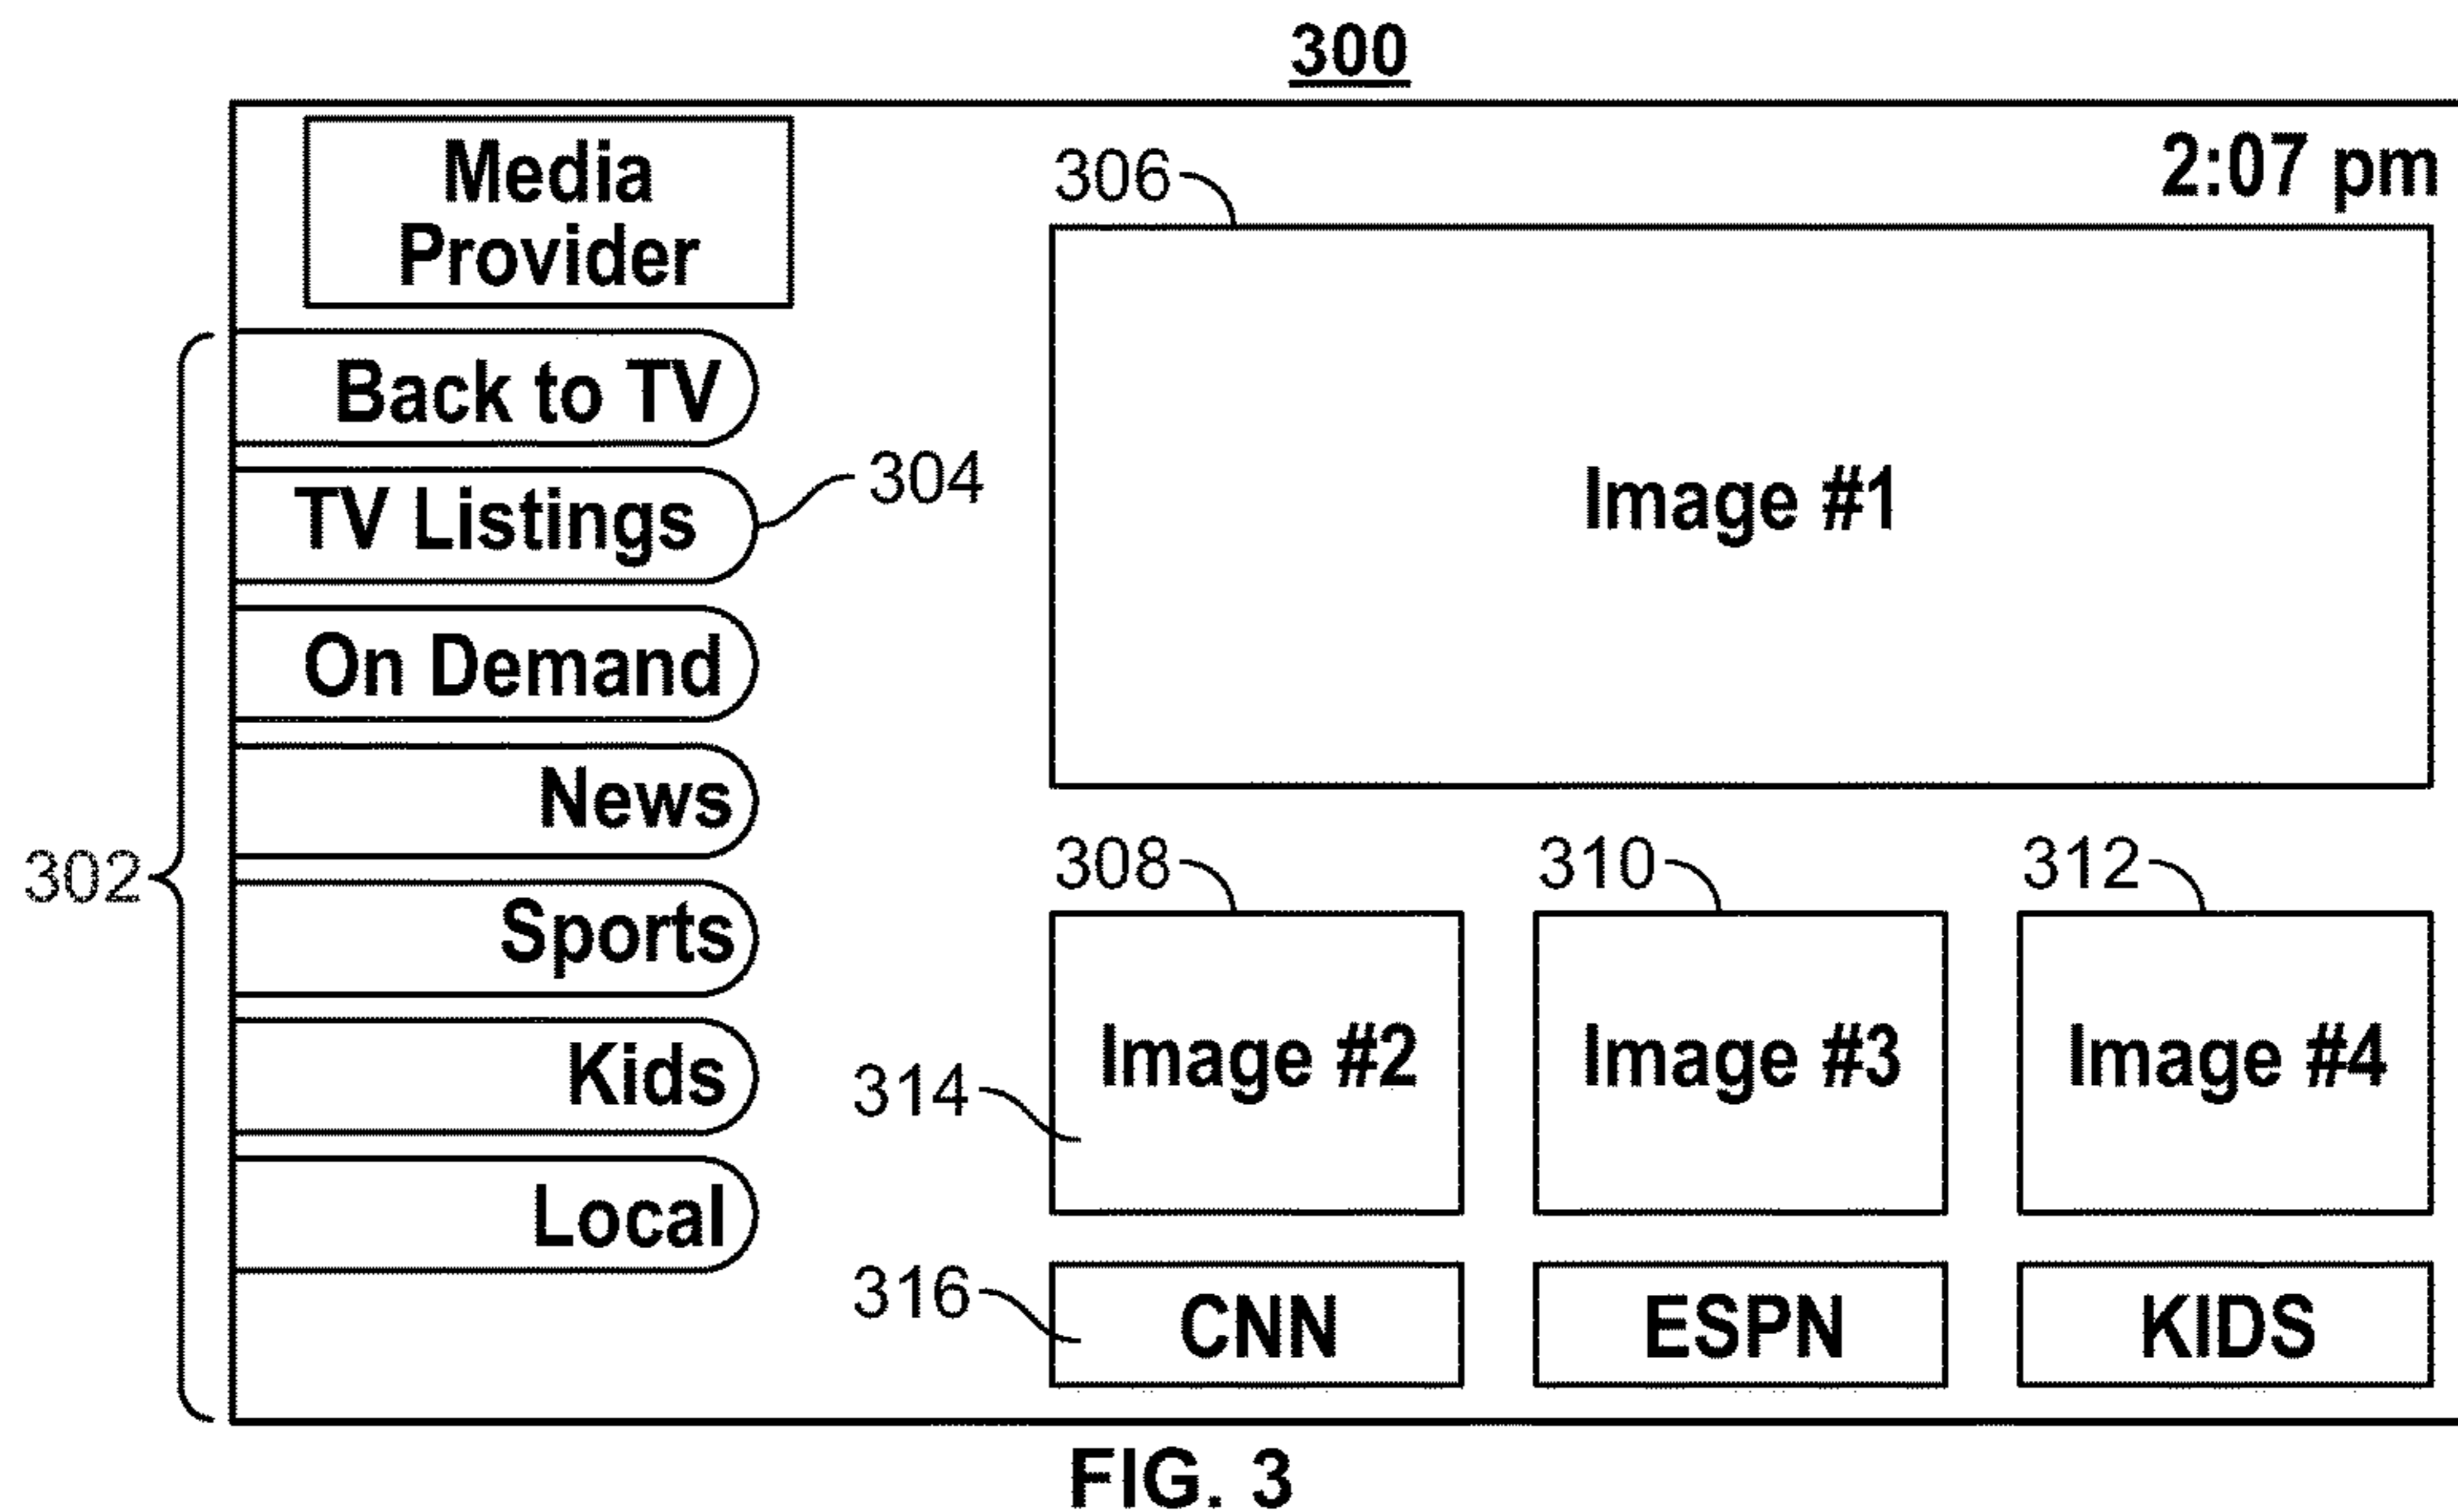 300
Media
Provider
2:07 pm
306
Back to TV
TV Listings
304
On Demand
News
Sports
Kids
Local
302
Image #1
308
310
312
Image #2
Image #3
Image #4
314
316
CNN
ESPN
KIDS
FIG. 3